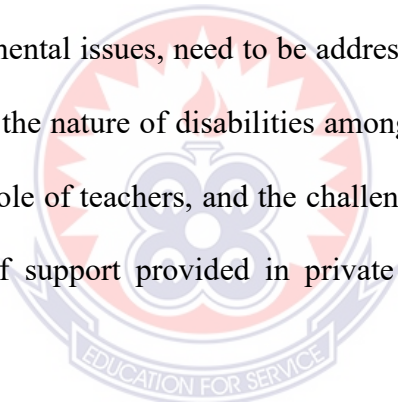 mental issues, need to be addres
the nature of disabilities among
ole of teachers, and the challen
f support provided in private
EDUCATION FOR SERVICE